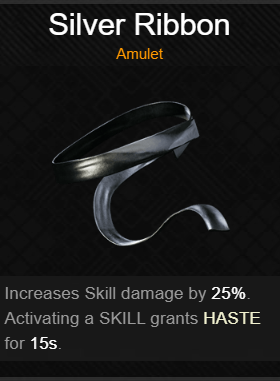 Silver Ribbon
Amulet
Increases Skill damage by 25%.
Activating a SKILL grants HASTE
for 15s.